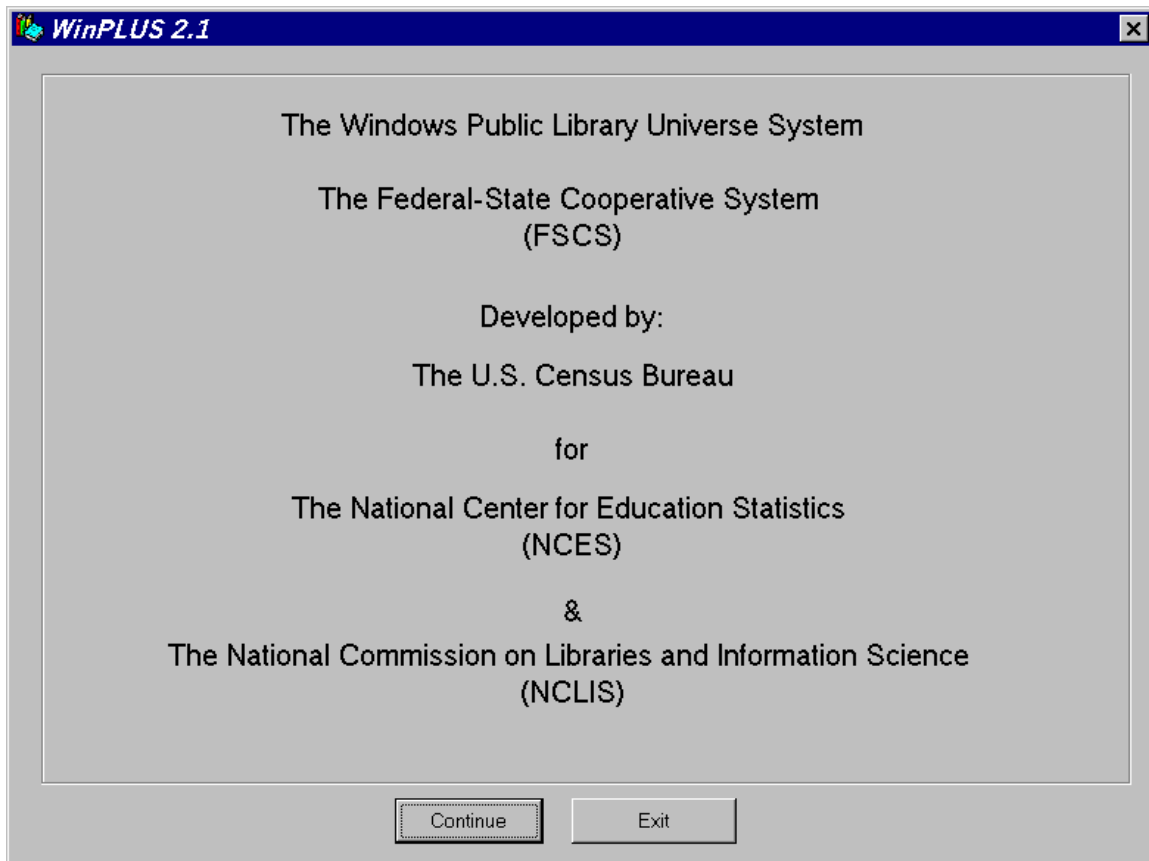 WinPLUS 2.1
The Windows Public Library Universe System
The Federal-State Cooperative System
(FSCS)
Developed by:
The U.S. Census Bureau
for
The National Center for Education Statistics
(NCES)
&
The National Commission on Libraries and Information Science
(NCLIS)
Continue Exit